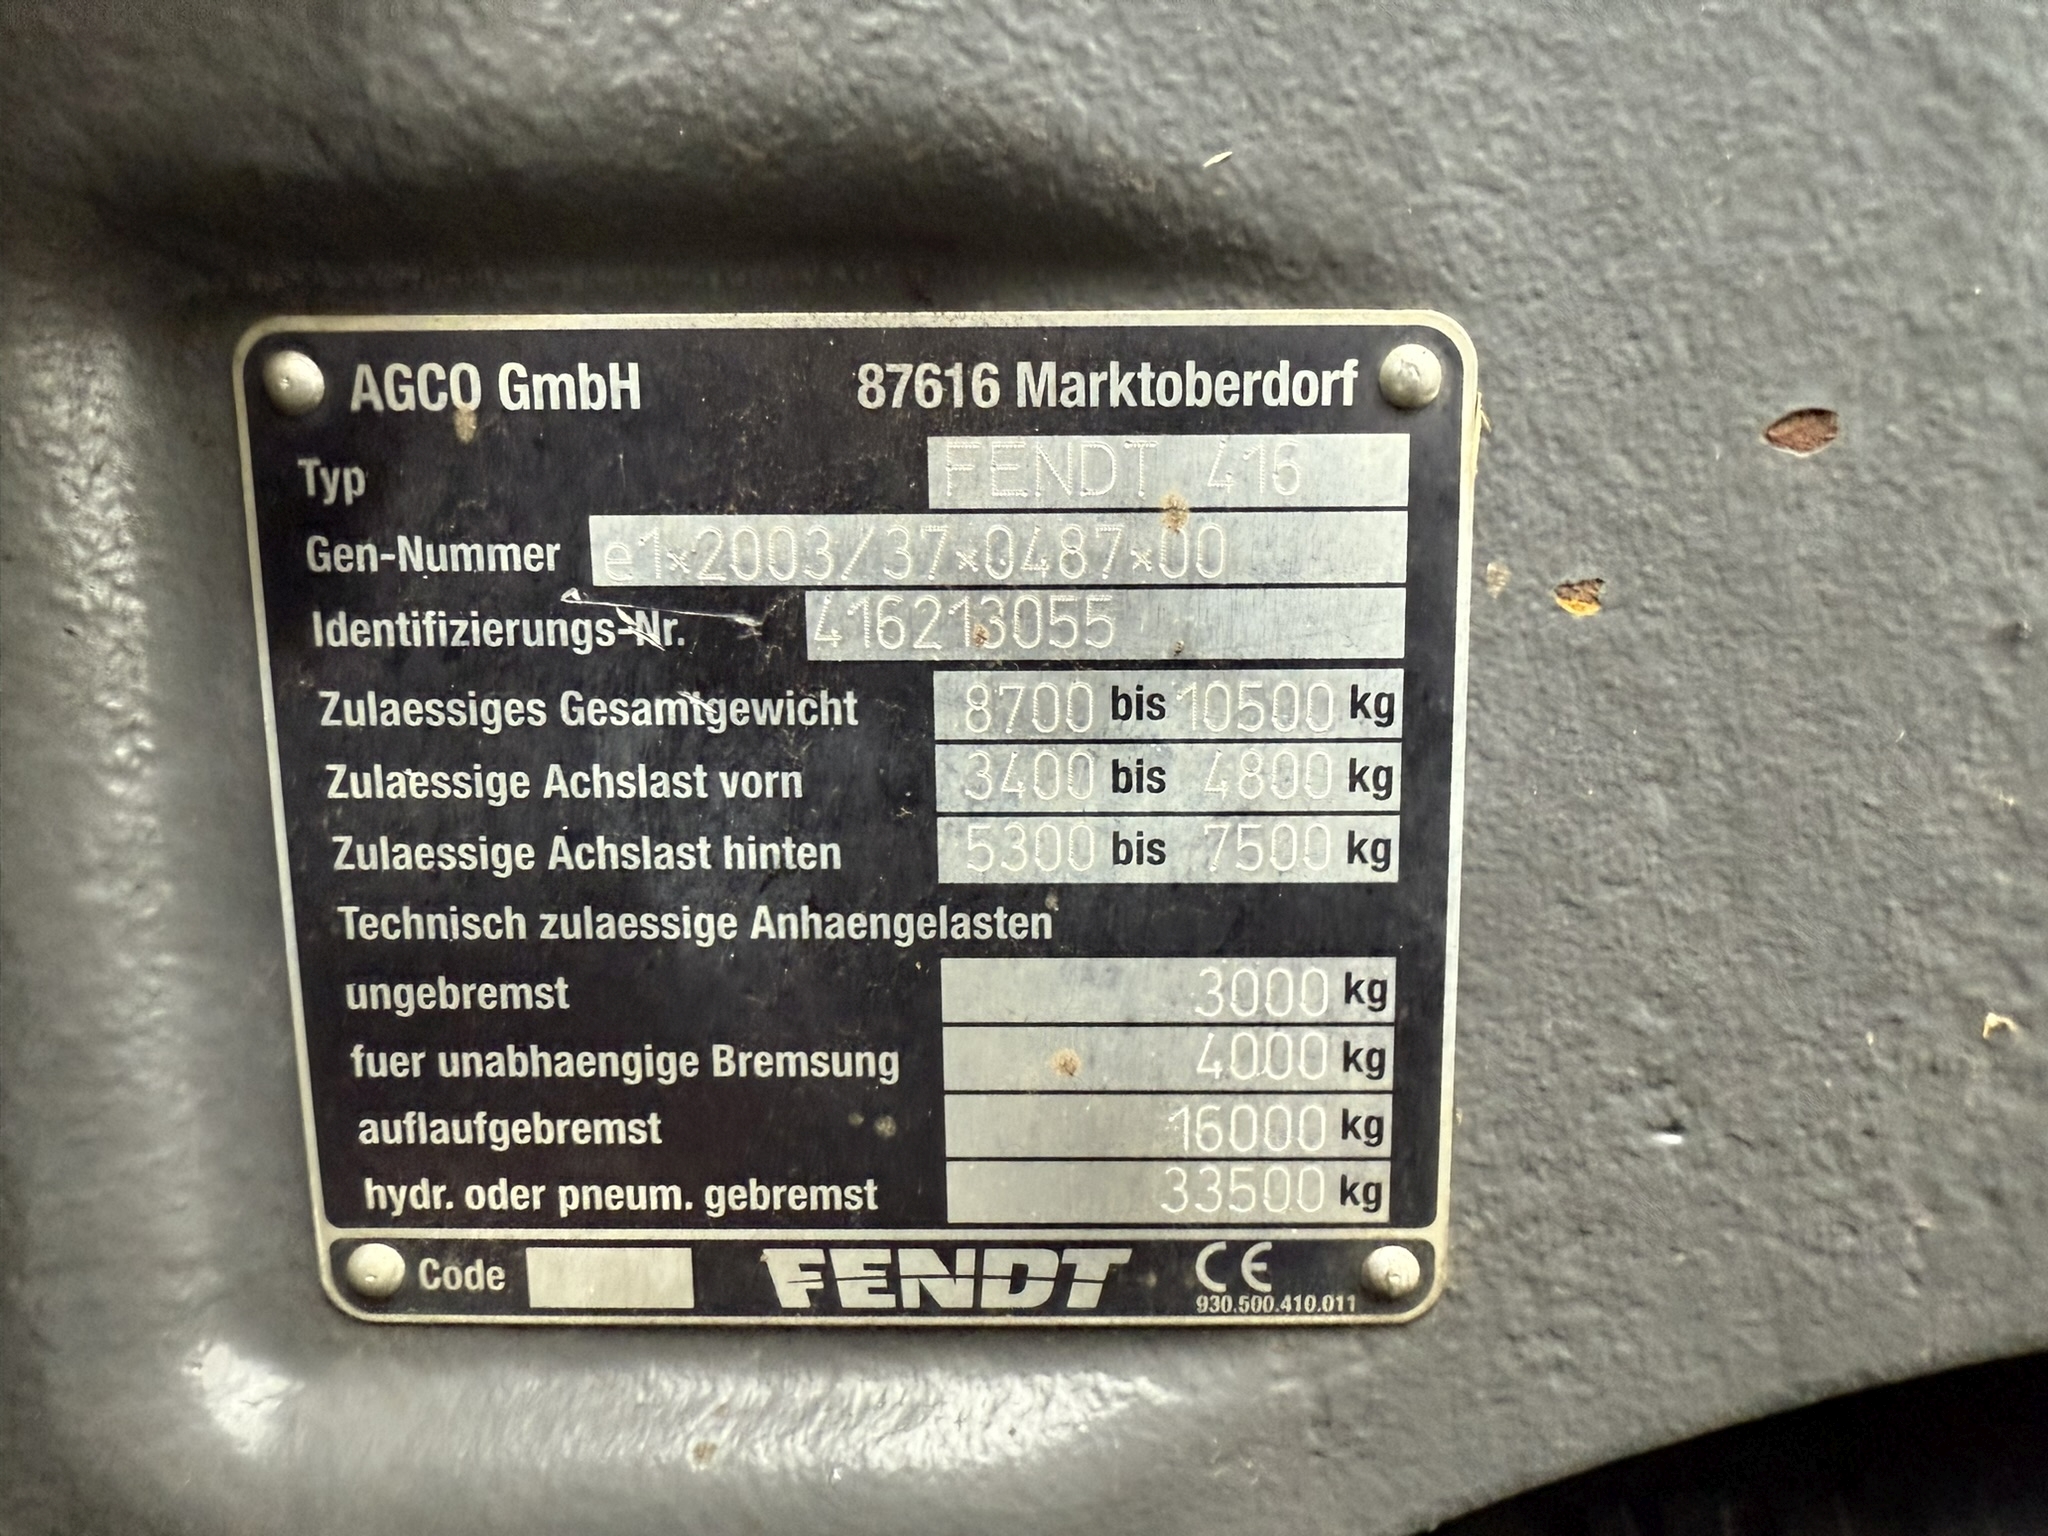 AGCO GmbH 87616 Marktoberdorf
Typ FENDT 416
Gen-Nummer e1*2003/37*0487*00
Identifizierungs-Nr. 416213055
Zulaessiges Gesamtgewicht 8700 bis 10500 kg
Zulaessige Achslast vorn 3400 bis 4800 kg
Zulaessige Achslast hinten 5300 bis 7500 kg
Technisch zulaessige Anhaengelasten
ungebremst 3000 kg
fuer unabhaengige Bremsung 4000 kg
auflaufgebremst 16000 kg
hydr. oder pneum. gebremst 33500 kg
Code FENDT CE
930.500.410.011